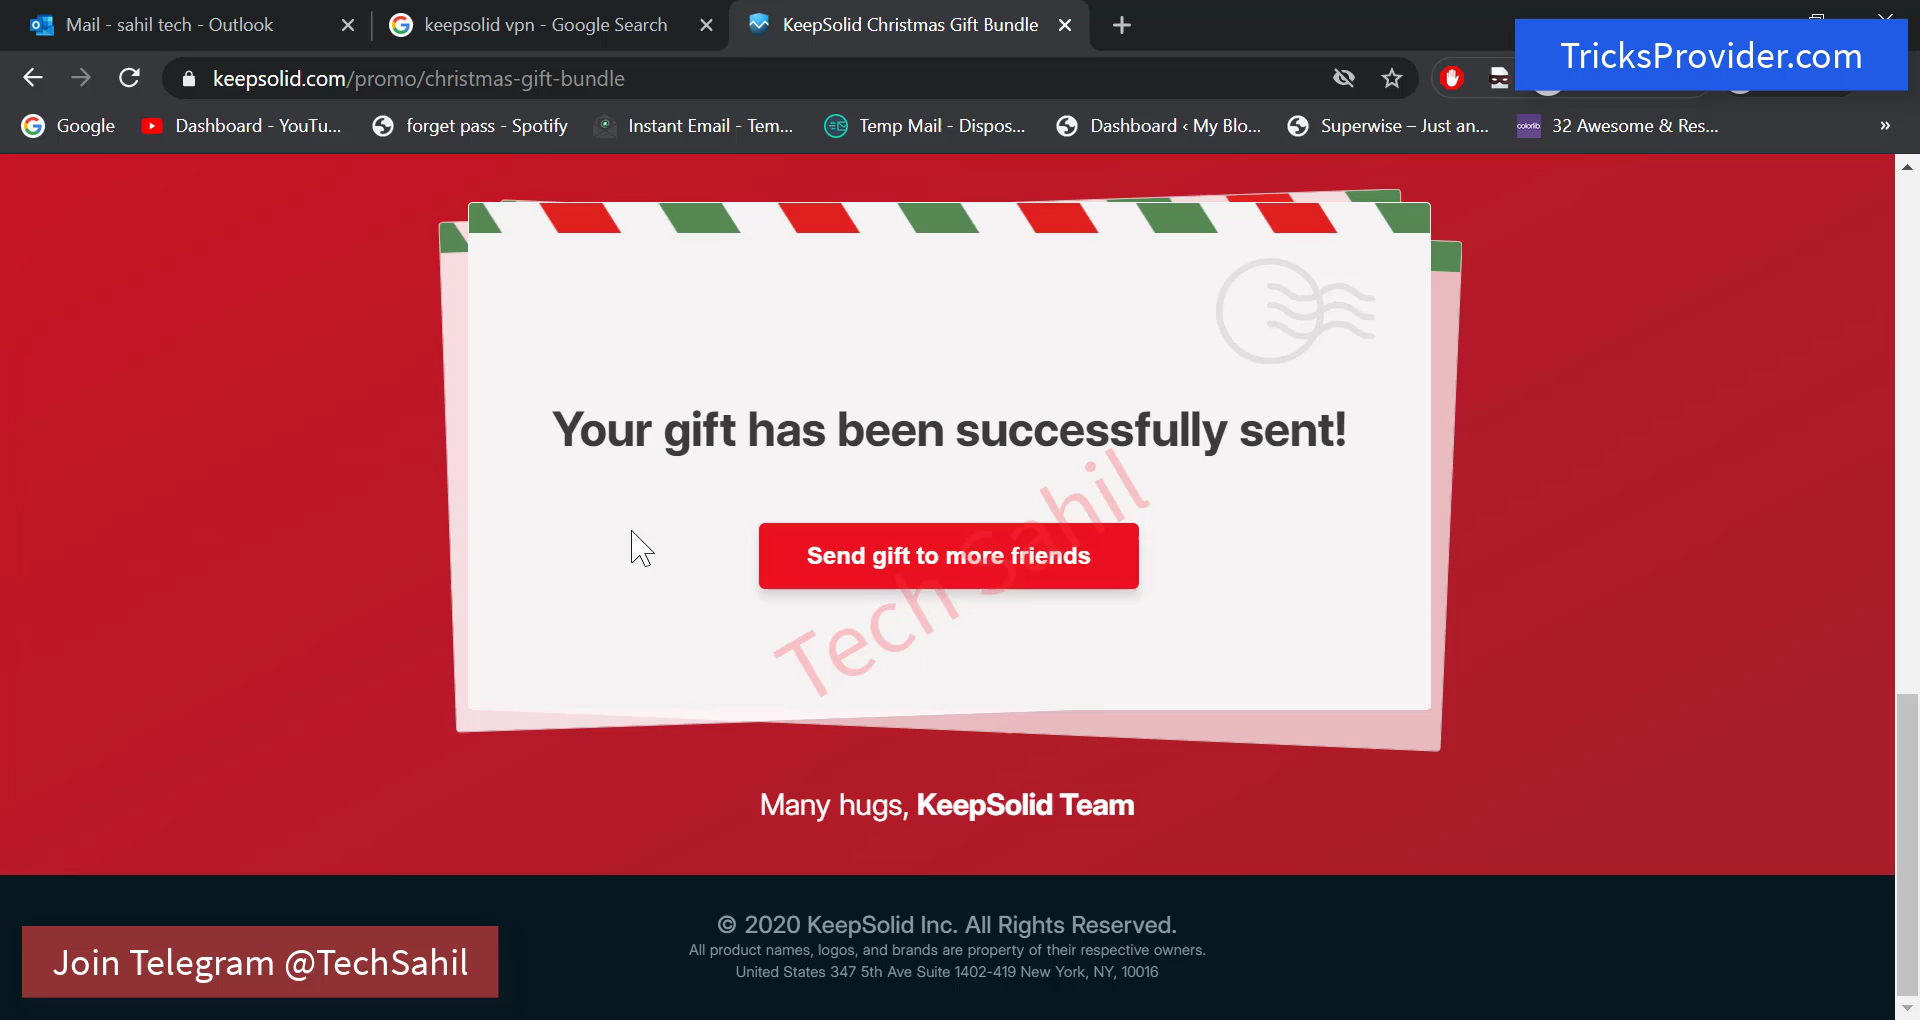 Mail - sahil tech - Outlook
keepsolid vpn - Google Search
KeepSolid Christmas Gift Bundle
TricksProvider.com
keepsolid.com/promo/christmas-gift-bundle
Google
Dashboard - YouTu...
forget pass - Spotify
Instant Email - Tem...
Temp Mail - Dispos...
Dashboard ‹ My Blo...
Superwise – Just an...
colorlib
32 Awesome & Res...
»
Your gift has been successfully sent!
Send gift to more friends
Tech Sahil
Many hugs, KeepSolid Team
© 2020 KeepSolid Inc. All Rights Reserved.
All product names, logos, and brands are property of their respective owners.
United States 347 5th Ave Suite 1402-419 New York, NY, 10016
Join Telegram @TechSahil